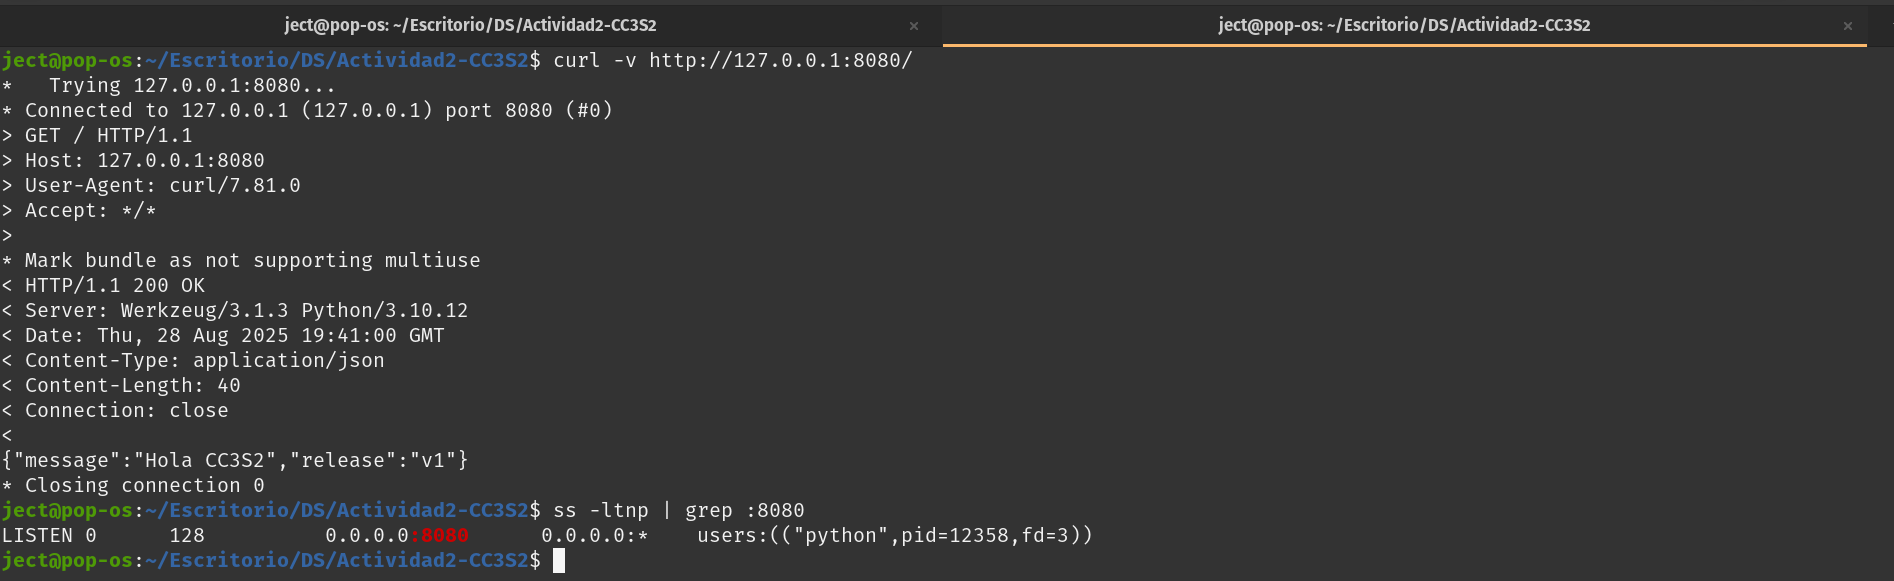 ject@pop-os: ~/Escritorio/DS/Actividad2-CC3S2 × ject@pop-os: ~/Escritorio/DS/Actividad2-CC3S2 ×
ject@pop-os:~/Escritorio/DS/Actividad2-CC3S2$ curl -v http://127.0.0.1:8080/
*   Trying 127.0.0.1:8080...
* Connected to 127.0.0.1 (127.0.0.1) port 8080 (#0)
> GET / HTTP/1.1
> Host: 127.0.0.1:8080
> User-Agent: curl/7.81.0
> Accept: */*
>
* Mark bundle as not supporting multiuse
< HTTP/1.1 200 OK
< Server: Werkzeug/3.1.3 Python/3.10.12
< Date: Thu, 28 Aug 2025 19:41:00 GMT
< Content-Type: application/json
< Content-Length: 40
< Connection: close
<
{"message":"Hola CC3S2","release":"v1"}
* Closing connection 0
ject@pop-os:~/Escritorio/DS/Actividad2-CC3S2$ ss -ltnp | grep :8080
LISTEN 0      128          0.0.0.0:8080      0.0.0.0:*    users:(("python",pid=12358,fd=3))
ject@pop-os:~/Escritorio/DS/Actividad2-CC3S2$